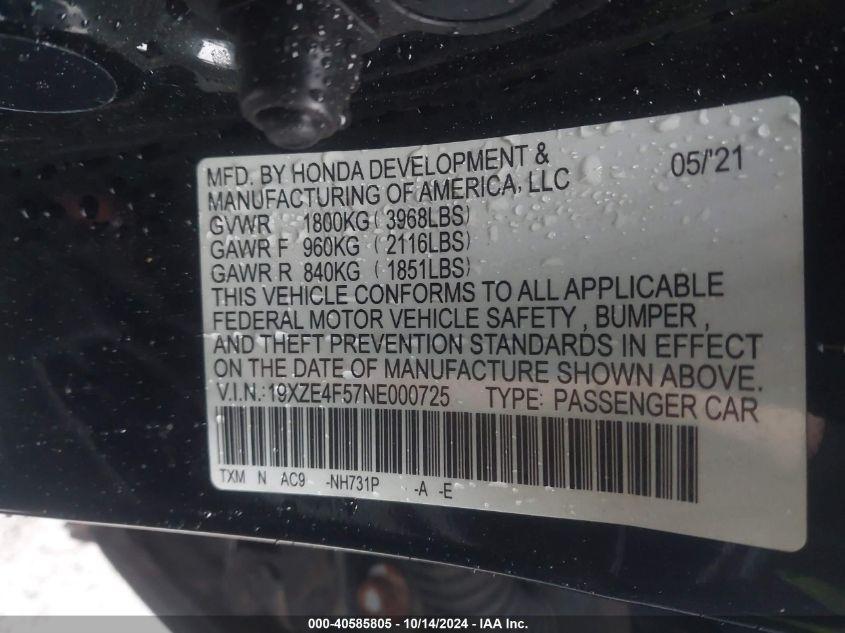 MFD. BY HONDA DEVELOPMENT & 05/'21
MANUFACTURING OF AMERICA, LLC
GVWR 1800KG (3968LBS)
GAWR F 960KG (2116LBS)
GAWR R 840KG (1851LBS)
THIS VEHICLE CONFORMS TO ALL APPLICABLE
FEDERAL MOTOR VEHICLE SAFETY, BUMPER,
AND THEFT PREVENTION STANDARDS IN EFFECT
ON THE DATE OF MANUFACTURE SHOWN ABOVE.
V.I.N.:19XZE4F57NE000725 TYPE: PASSENGER CAR
TXM N AC9 -NH731P -A -E
000-40585805 - 10/14/2024 - © IAA Holdings, LLC.